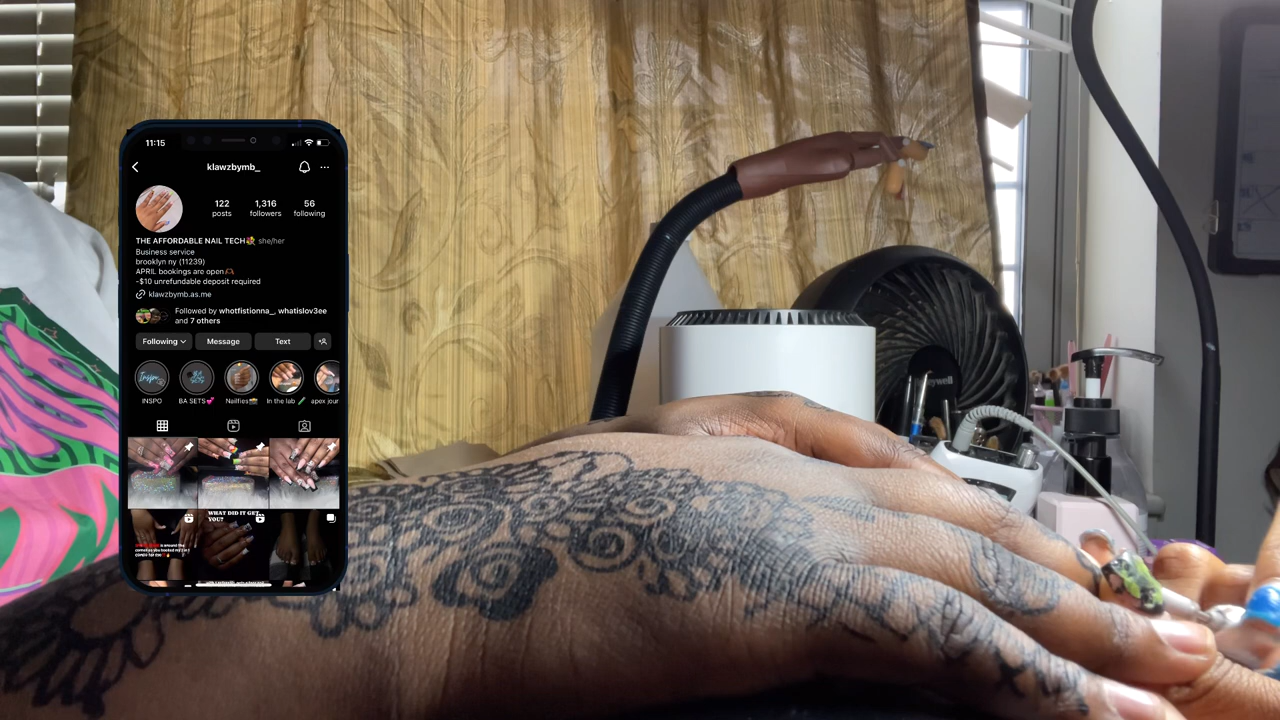 11:15
klawzbymb_
122
1,316
56
posts
followers
following
THE AFFORDABLE NAIL TECH💐 she/her
Business service
brooklyn ny (11239)
APRIL bookings are open🫶🏾
-$10 unrefundable deposit required
klawzbymb.as.me
Followed by whotfistionna_, whatislov3ee
and 7 others
Following
Message
Text
INSPO
BA SETS💕
Nailfies📸
In the lab 🧪
apex jour
WHAT DID IT GET
YOU?